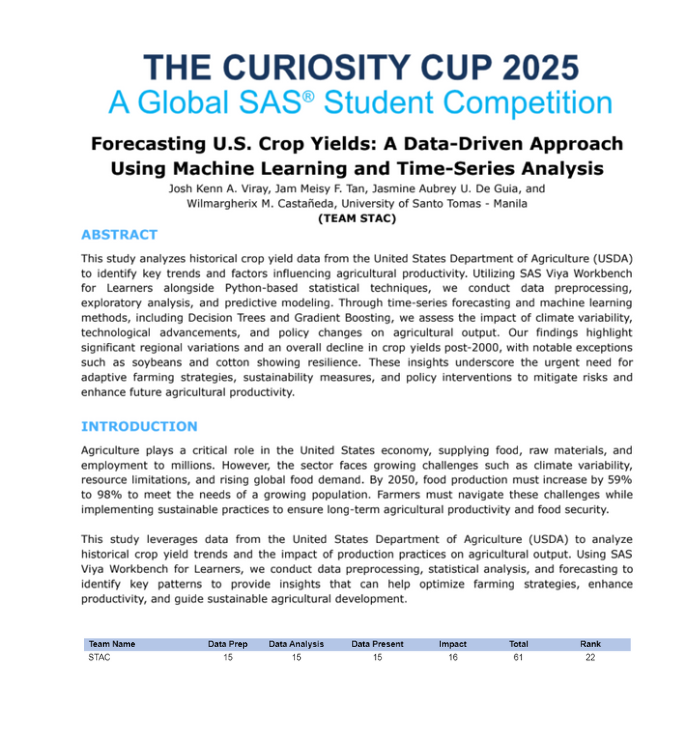 THE CURIOSITY CUP 2025
A Global SAS® Student Competition
Forecasting U.S. Crop Yields: A Data-Driven Approach
Using Machine Learning and Time-Series Analysis
Josh Kenn A. Viray, Jam Meisy F. Tan, Jasmine Aubrey U. De Guia, and
Wilmargherix M. Castañeda, University of Santo Tomas - Manila
(TEAM STAC)
ABSTRACT
This study analyzes historical crop yield data from the United States Department of Agriculture (USDA)
to identify key trends and factors influencing agricultural productivity. Utilizing SAS Viya Workbench
for Learners alongside Python-based statistical techniques, we conduct data preprocessing,
exploratory analysis, and predictive modeling. Through time-series forecasting and machine learning
methods, including Decision Trees and Gradient Boosting, we assess the impact of climate variability,
technological advancements, and policy changes on agricultural output. Our findings highlight
significant regional variations and an overall decline in crop yields post-2000, with notable exceptions
such as soybeans and cotton showing resilience. These insights underscore the urgent need for
adaptive farming strategies, sustainability measures, and policy interventions to mitigate risks and
enhance future agricultural productivity.
INTRODUCTION
Agriculture plays a critical role in the United States economy, supplying food, raw materials, and
employment to millions. However, the sector faces growing challenges such as climate variability,
resource limitations, and rising global food demand. By 2050, food production must increase by 59%
to 98% to meet the needs of a growing population. Farmers must navigate these challenges while
implementing sustainable practices to ensure long-term agricultural productivity and food security.
This study leverages data from the United States Department of Agriculture (USDA) to analyze
historical crop yield trends and the impact of production practices on agricultural output. Using SAS
Viya Workbench for Learners, we conduct data preprocessing, statistical analysis, and forecasting to
identify key patterns to provide insights that can help optimize farming strategies, enhance
productivity, and guide sustainable agricultural development.
Team Name Data Prep Data Analysis Data Present Impact Total Rank
STAC 15 15 15 16 61 22